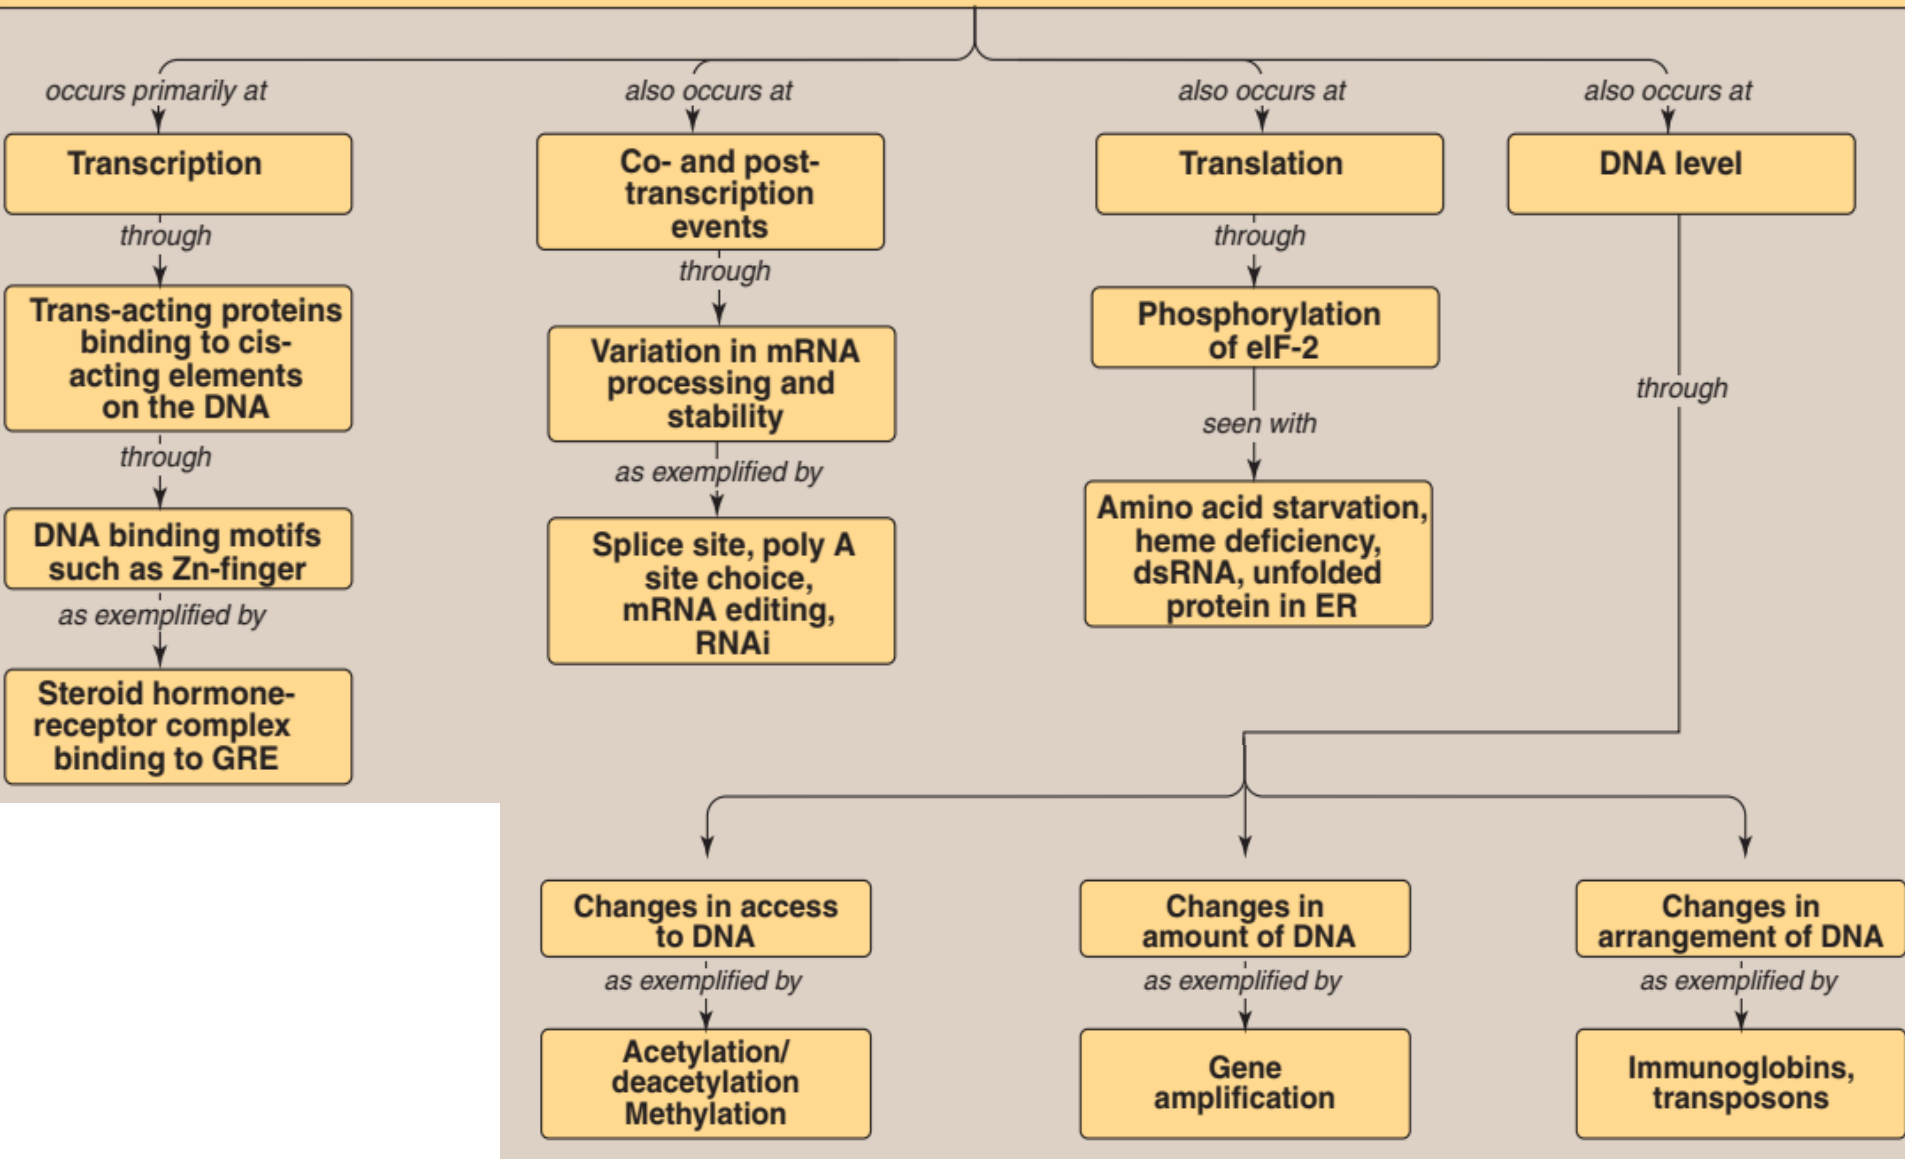 occurs primarily at
Transcription
through
Trans-acting proteins
binding to cis-
acting elements
on the DNA
through
DNA binding motifs
such as Zn-finger
as exemplified by
Steroid hormone-
receptor complex
binding to GRE
also occurs at
Co- and post-
transcription
events
through
Variation in mRNA
processing and
stability
as exemplified by
Splice site, poly A
site choice,
mRNA editing,
RNAi
also occurs at
Translation
through
Phosphorylation
of eIF-2
seen with
Amino acid starvation,
heme deficiency,
dsRNA, unfolded
protein in ER
also occurs at
DNA level
through
Changes in access
to DNA
as exemplified by
Acetylation/
deacetylation
Methylation
Changes in
amount of DNA
as exemplified by
Gene
amplification
Changes in
arrangement of DNA
as exemplified by
Immunoglobins,
transposons